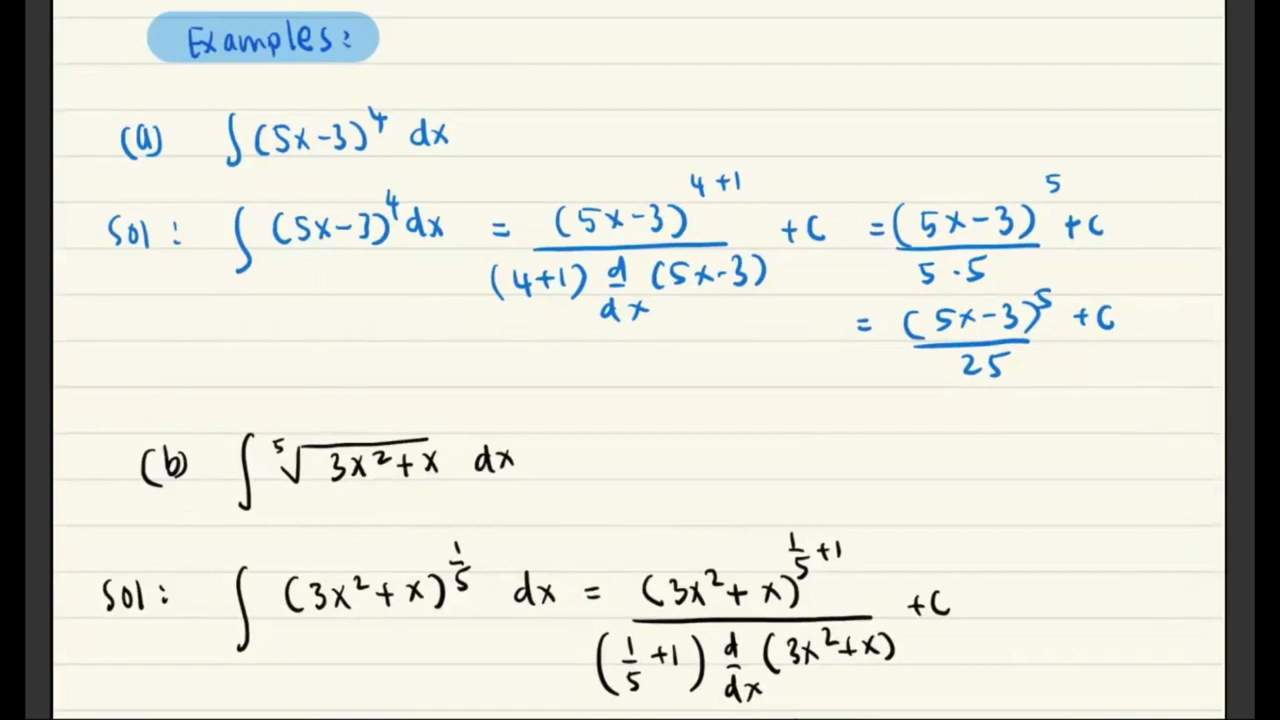 Examples:
(a) ∫(5x-3)^4 dx
Sol: ∫(5x-3)^4 dx = (5x-3)^(4+1) / ((4+1) d/dx (5x-3)) + c = (5x-3)^5 / (5·5) + c
= (5x-3)^5 / 25 + c
(b) ∫ ⁵√(3x²+x) dx
Sol: ∫(3x²+x)^(1/5) dx = (3x²+x)^(1/5+1) / ((1/5+1) d/dx (3x²+x)) + c